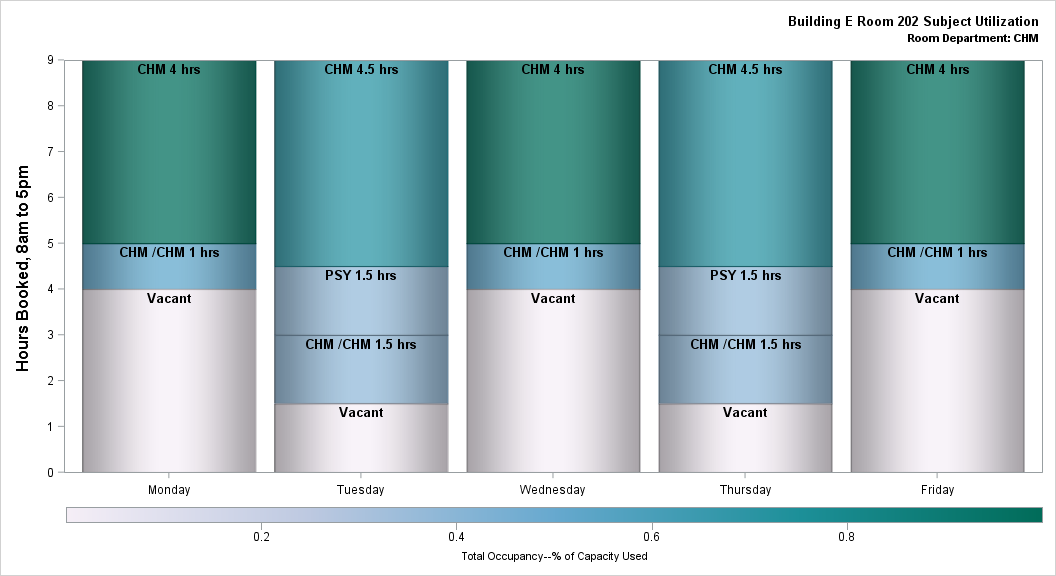 Building E Room 202 Subject Utilization
Room Department: CHM
Hours Booked, 8am to 5pm
9
8
7
6
5
4
3
2
1
0
CHM 4 hrs
CHM /CHM 1 hrs
Vacant
CHM 4.5 hrs
PSY 1.5 hrs
CHM /CHM 1.5 hrs
Vacant
CHM 4 hrs
CHM /CHM 1 hrs
Vacant
CHM 4.5 hrs
PSY 1.5 hrs
CHM /CHM 1.5 hrs
Vacant
CHM 4 hrs
CHM /CHM 1 hrs
Vacant
Monday Tuesday Wednesday Thursday Friday
0.2 0.4 0.6 0.8
Total Occupancy--% of Capacity Used